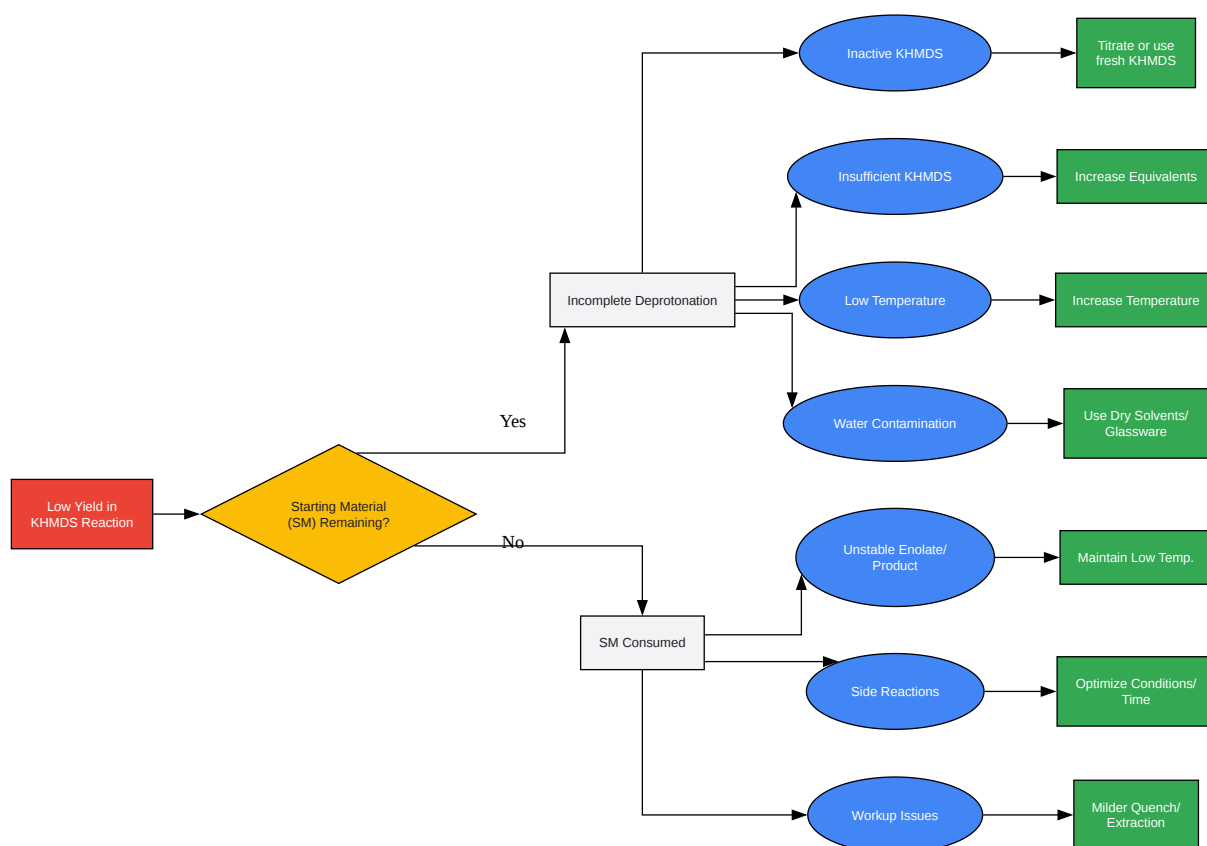 Low Yield in
KHMDS Reaction
Starting Material
(SM) Remaining?
Yes
No
Incomplete Deprotonation
SM Consumed
Inactive KHMDS
Titrate or use
fresh KHMDS
Insufficient KHMDS
Increase Equivalents
Low Temperature
Increase Temperature
Water Contamination
Use Dry Solvents/
Glassware
Unstable Enolate/
Product
Maintain Low Temp.
Side Reactions
Optimize Conditions/
Time
Workup Issues
Milder Quench/
Extraction